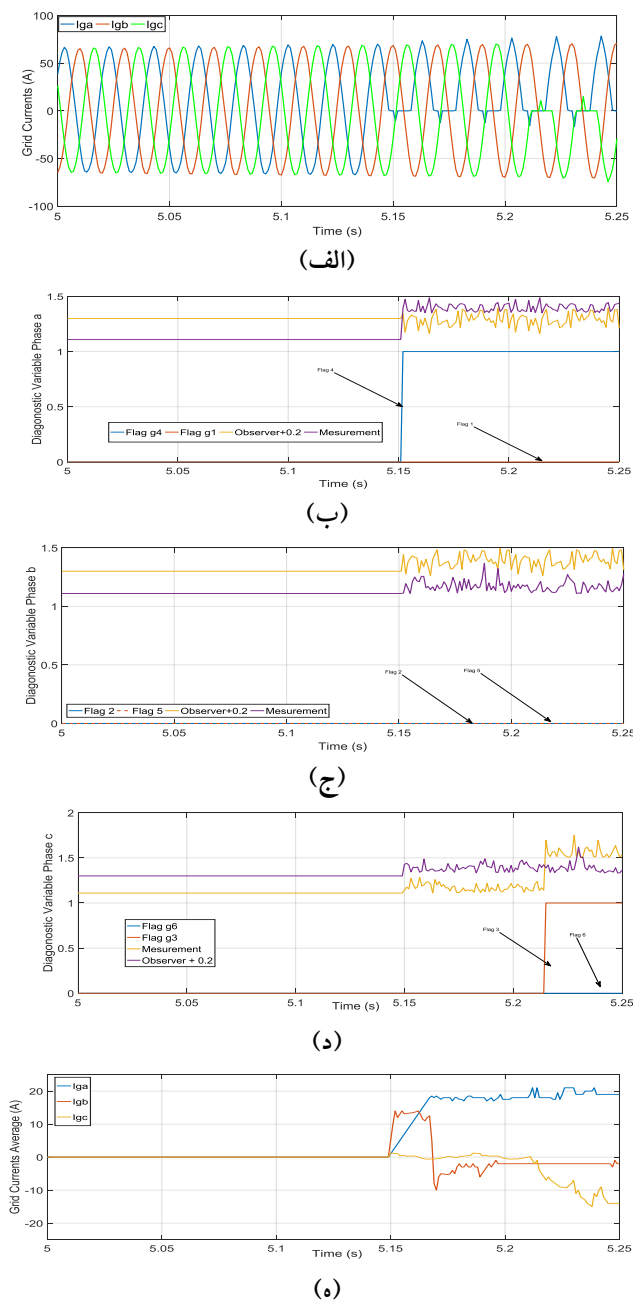 100
50
0
-50
-100
Grid Currents (A)
Iga Igb Igc
5 5.05 5.1 5.15 5.2 5.25
Time (s)
(الف)
1.5
1
0.5
0
Diagonostic Variable Phase a
Flag 4
Flag 1
Flag g4 Flag g1 Observer+0.2 Mesurement
5 5.05 5.1 5.15 5.2 5.25
Time (s)
(ب)
1.5
1
0.5
0
Diagonostic Variable Phase b
Flag 2
Flag 5
Flag 2 Flag 5 Observer+0.2 Mesurement
5 5.05 5.1 5.15 5.2 5.25
Time (s)
(ج)
2
1.5
1
0.5
0
Diagonostic Variable Phase c
Flag g6
Flag g3
Mesurement
Observer + 0.2
Flag 3
Flag 6
5 5.05 5.1 5.15 5.2 5.25
Time (s)
(د)
20
10
0
-10
-20
Grid Currents Average (A)
Iga
Igb
Igc
5 5.05 5.1 5.15 5.2 5.25
Time (s)
(ه)